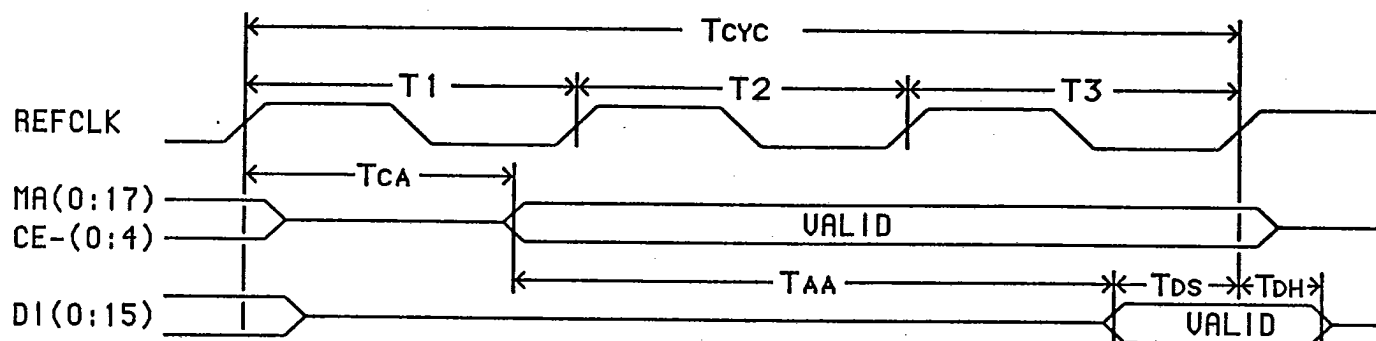 TCYC
T1 T2 T3
REFCLK
TCA
MA(0:17)
CE-(0:4) VALID
TAA TDS TDH
DI(0:15) VALID